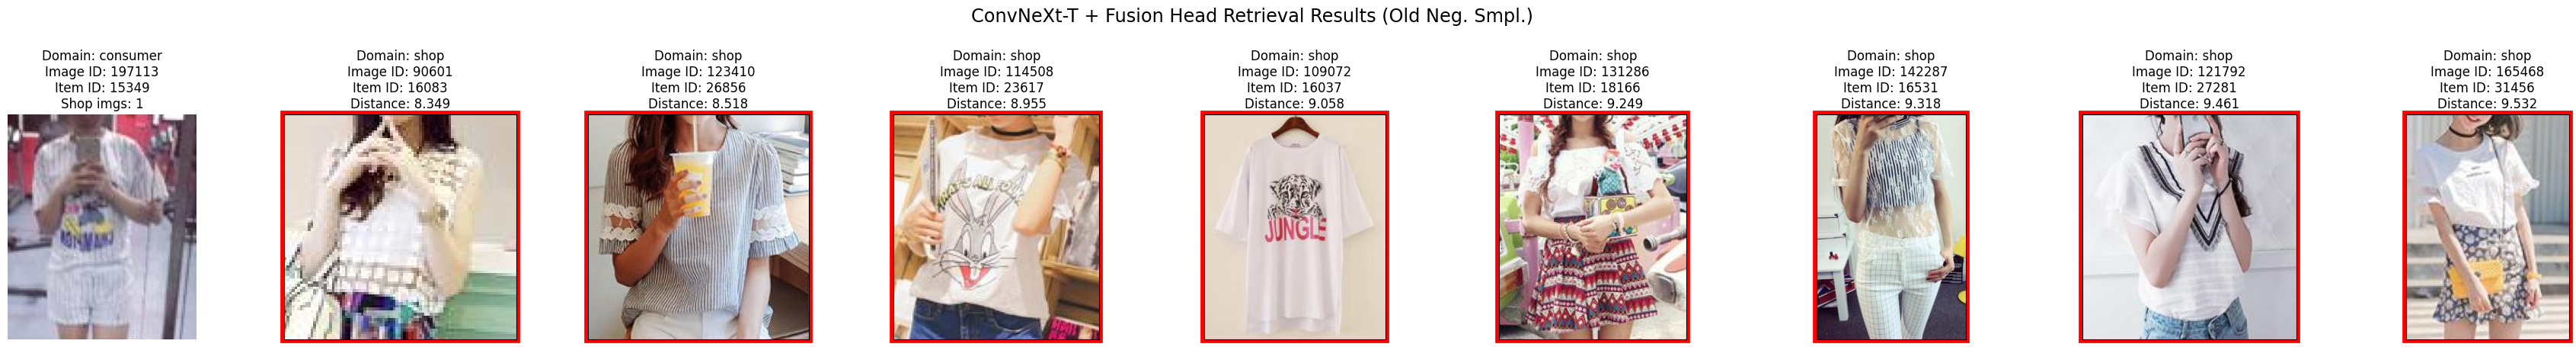 ConvNeXt-T + Fusion Head Retrieval Results (Old Neg. Smpl.)
Domain: consumer
Image ID: 197113
Item ID: 15349
Shop imgs: 1
Domain: shop
Image ID: 90601
Item ID: 16083
Distance: 8.349
Domain: shop
Image ID: 123410
Item ID: 26856
Distance: 8.518
Domain: shop
Image ID: 114508
Item ID: 23617
Distance: 8.955
Domain: shop
Image ID: 109072
Item ID: 16037
Distance: 9.058
Domain: shop
Image ID: 131286
Item ID: 18166
Distance: 9.249
Domain: shop
Image ID: 142287
Item ID: 16531
Distance: 9.318
Domain: shop
Image ID: 121792
Item ID: 27281
Distance: 9.461
Domain: shop
Image ID: 165468
Item ID: 31456
Distance: 9.532
JUNGLE